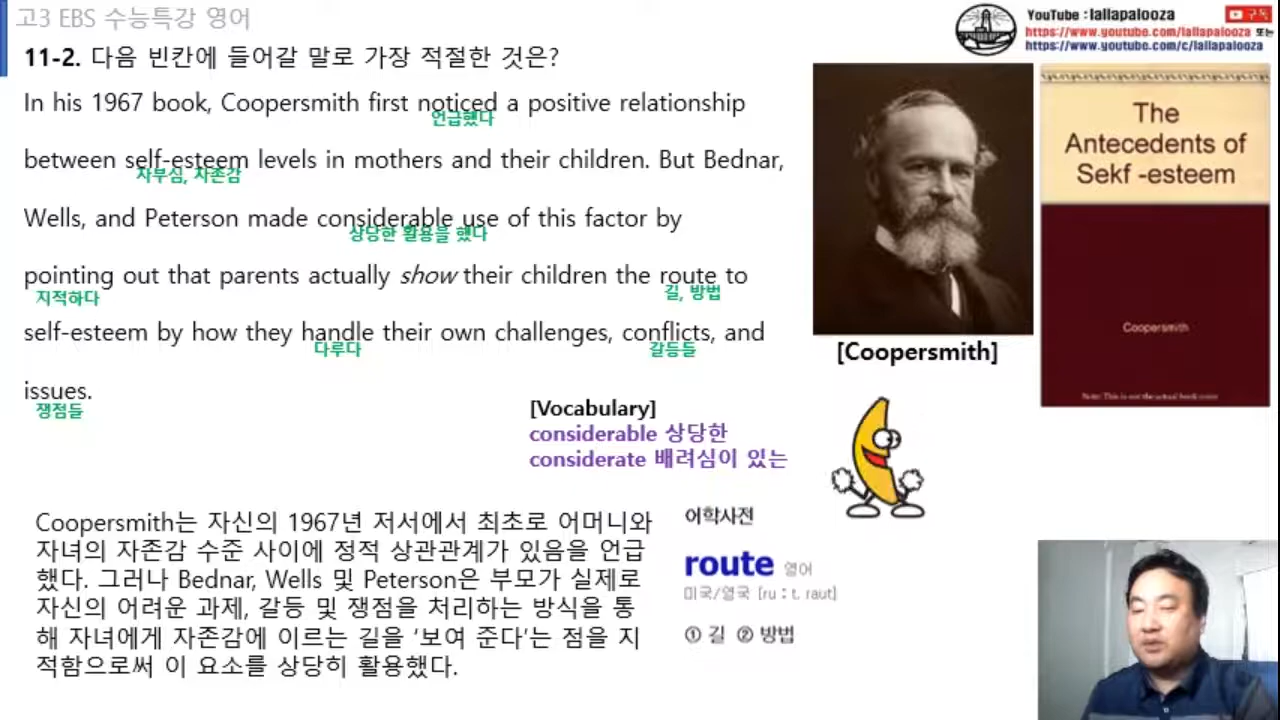 고3 EBS 수능특강 영어
YouTube : lallapalooza
구독
https://www.youtube.com/lallapalooza 또는
https://www.youtube.com/c/lallapalooza
11-2. 다음 빈칸에 들어갈 말로 가장 적절한 것은?
In his 1967 book, Coopersmith first noticed a positive relationship
언급했다
between self-esteem levels in mothers and their children. But Bednar,
자부심, 자존감
Wells, and Peterson made considerable use of this factor by
상당한 활용을 했다
pointing out that parents actually show their children the route to
지적하다
길, 방법
self-esteem by how they handle their own challenges, conflicts, and
다루다
갈등들
issues.
쟁점들
The
Antecedents of
Sekf -esteem
Coopersmith
Note: This is not the actual book cover
[Coopersmith]
[Vocabulary]
considerable 상당한
considerate 배려심이 있는
Coopersmith는 자신의 1967년 저서에서 최초로 어머니와
자녀의 자존감 수준 사이에 정적 상관관계가 있음을 언급
했다. 그러나 Bednar, Wells 및 Peterson은 부모가 실제로
자신의 어려운 과제, 갈등 및 쟁점을 처리하는 방식을 통
해 자녀에게 자존감에 이르는 길을 ‘보여 준다’는 점을 지
적함으로써 이 요소를 상당히 활용했다.
어학사전
route 영어
미국/영국 [ruːt, raut]
① 길 ② 방법